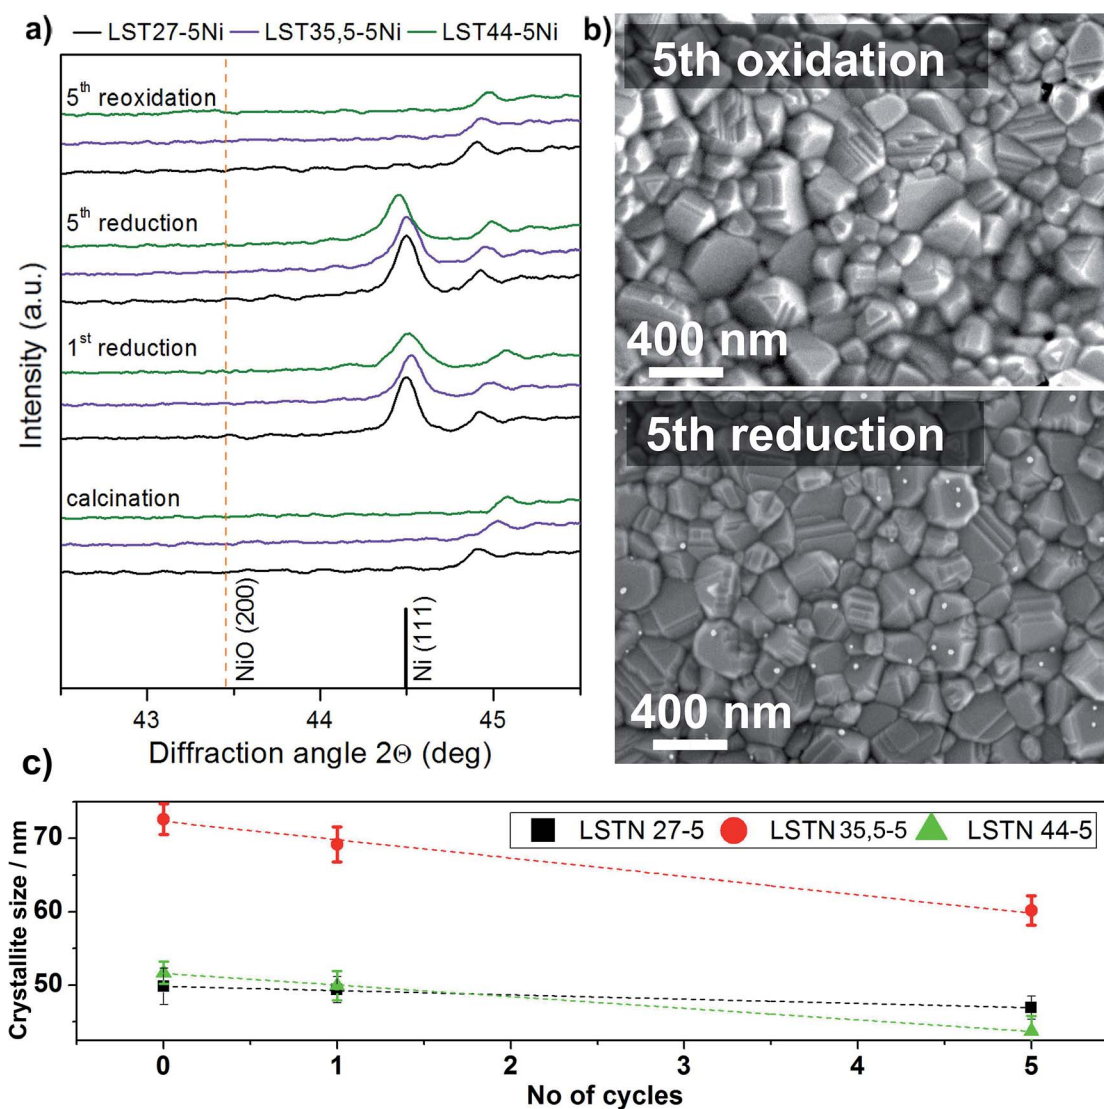 a)
LST27-5Ni LST35,5-5Ni LST44-5Ni
5th reoxidation
5th reduction
1st reduction
calcination
NiO (200)
Ni (111)
Intensity (a.u.)
43 44 45
Diffraction angle 2Θ (deg)
b)
5th oxidation
400 nm
5th reduction
400 nm
c)
LSTN 27-5 LSTN 35,5-5 LSTN 44-5
70
60
50
Crystallite size / nm
0 1 2 3 4 5
No of cycles